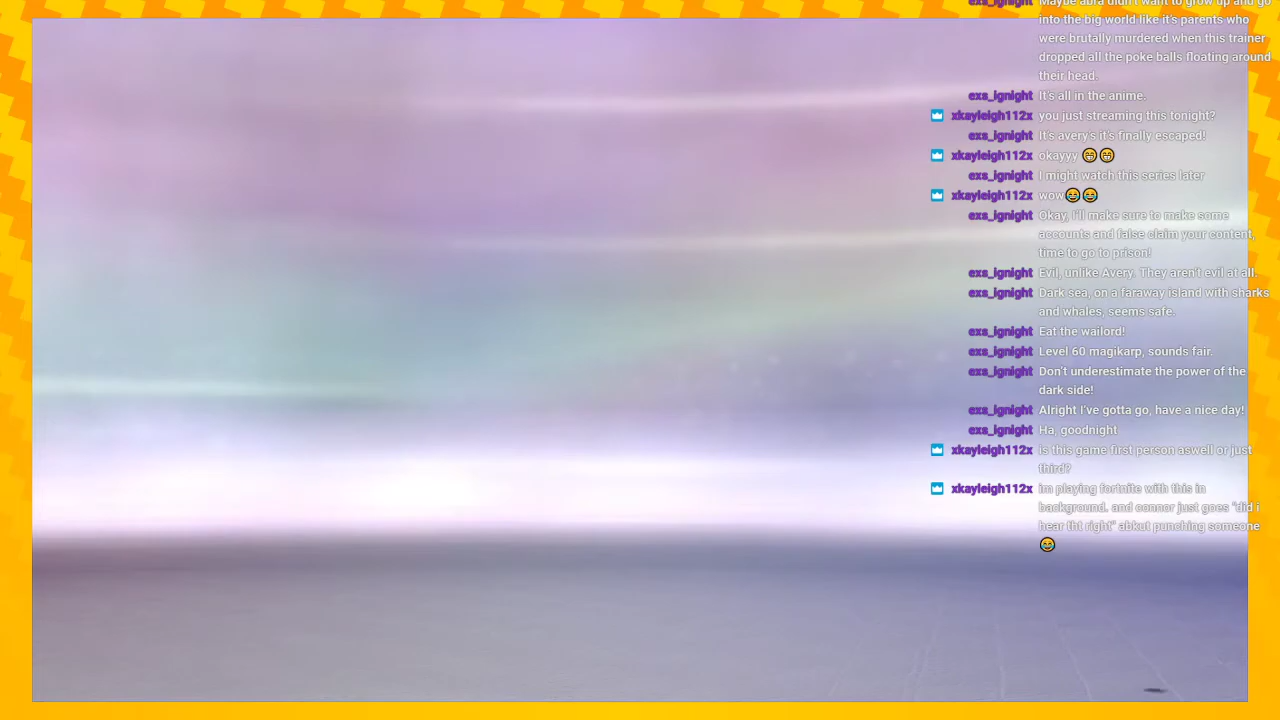 exs_ignight Maybe abra didn't want to grow up and go
into the big world like it's parents who
were brutally murdered when this trainer
dropped all the poke balls floating around
their head.
exs_ignight It's all in the anime.
xkayleigh112x you just streaming this tonight?
exs_ignight It's avery's it's finally escaped!
xkayleigh112x okayyy 😁😁
exs_ignight I might watch this series later
xkayleigh112x wow😂😂
exs_ignight Okay, I'll make sure to make some
accounts and false claim your content,
time to go to prison!
exs_ignight Evil, unlike Avery. They aren't evil at all.
exs_ignight Dark sea, on a faraway island with sharks
and whales, seems safe.
exs_ignight Eat the wailord!
exs_ignight Level 60 magikarp, sounds fair.
exs_ignight Don't underestimate the power of the
dark side!
exs_ignight Alright I've gotta go, have a nice day!
exs_ignight Ha, goodnight
xkayleigh112x is this game first person aswell or just
third?
xkayleigh112x im playing fortnite with this in
background. and connor just goes "did i
hear tht right" abkut punching someone
😂